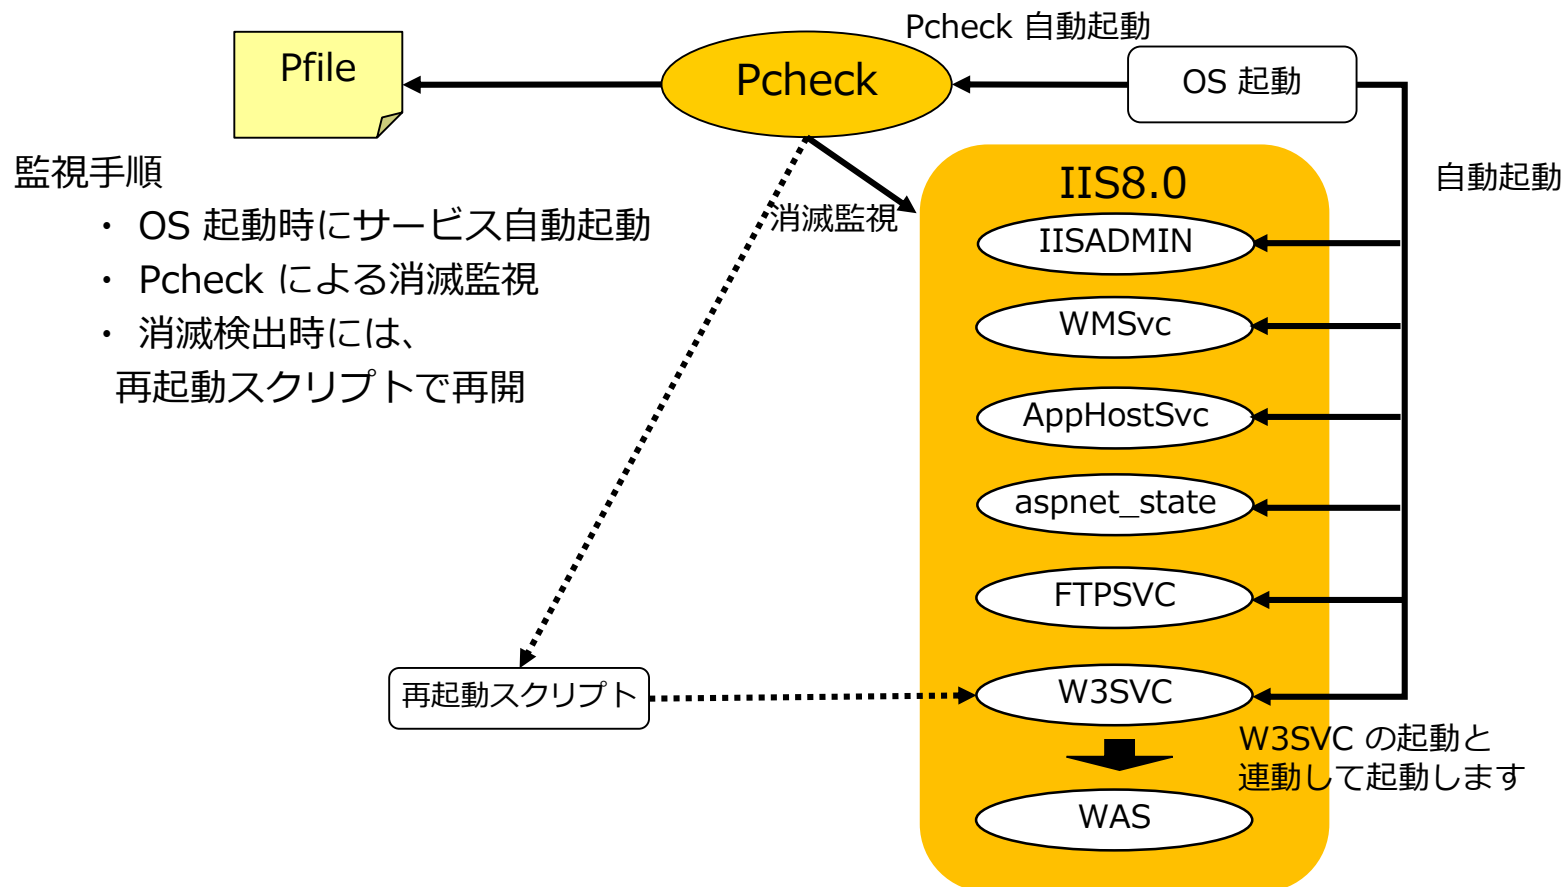 Pcheck 自動起動
Pfile
Pcheck
OS 起動
監視手順
・ OS 起動時にサービス自動起動
・ Pcheck による消滅監視
・ 消滅検出時には、
再起動スクリプトで再開
消滅監視
自動起動
IIS8.0
IISADMIN
WMSvc
AppHostSvc
aspnet_state
FTPSVC
再起動スクリプト
W3SVC
W3SVC の起動と
連動して起動します
WAS